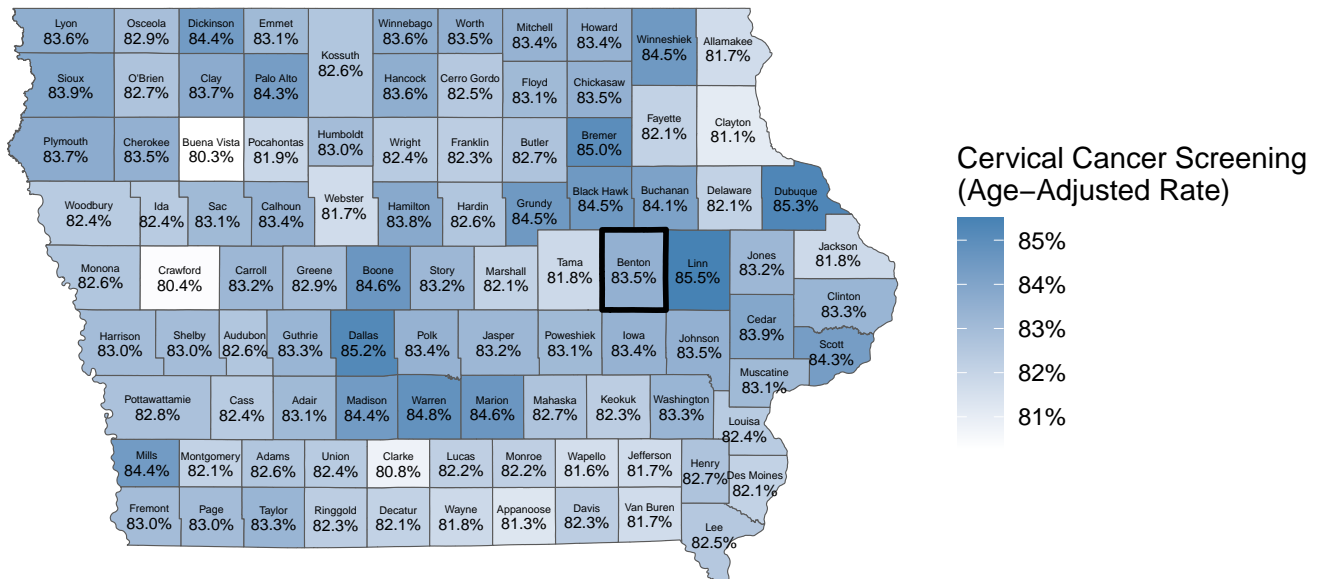 Lyon
83.6%
Osceola
82.9%
Dickinson
84.4%
Emmet
83.1%
Kossuth
82.6%
Winnebago
83.6%
Worth
83.5%
Mitchell
83.4%
Howard
83.4%
Winneshiek
84.5%
Allamakee
81.7%
Sioux
83.9%
O'Brien
82.7%
Clay
83.7%
Palo Alto
84.3%
Hancock
83.6%
Cerro Gordo
82.5%
Floyd
83.1%
Chickasaw
83.5%
Fayette
82.1%
Clayton
81.1%
Plymouth
83.7%
Cherokee
83.5%
Buena Vista
80.3%
Pocahontas
81.9%
Humboldt
83.0%
Wright
82.4%
Franklin
82.3%
Butler
82.7%
Bremer
85.0%
Woodbury
82.4%
Ida
82.4%
Sac
83.1%
Calhoun
83.4%
Webster
81.7%
Hamilton
83.8%
Hardin
82.6%
Grundy
84.5%
Black Hawk
84.5%
Buchanan
84.1%
Delaware
82.1%
Dubuque
85.3%
Monona
82.6%
Crawford
80.4%
Carroll
83.2%
Greene
82.9%
Boone
84.6%
Story
83.2%
Marshall
82.1%
Tama
81.8%
Benton
83.5%
Linn
85.5%
Jones
83.2%
Jackson
81.8%
Clinton
83.3%
Harrison
83.0%
Shelby
83.0%
Audubon
82.6%
Guthrie
83.3%
Dallas
85.2%
Polk
83.4%
Jasper
83.2%
Poweshiek
83.1%
Iowa
83.4%
Johnson
83.5%
Cedar
83.9%
Scott
84.3%
Muscatine
83.1%
Pottawattamie
82.8%
Cass
82.4%
Adair
83.1%
Madison
84.4%
Warren
84.8%
Marion
84.6%
Mahaska
82.7%
Keokuk
82.3%
Washington
83.3%
Louisa
82.4%
Mills
84.4%
Montgomery
82.1%
Adams
82.6%
Union
82.4%
Clarke
80.8%
Lucas
82.2%
Monroe
82.2%
Wapello
81.6%
Jefferson
81.7%
Henry
82.7%
Des Moines
82.1%
Fremont
83.0%
Page
83.0%
Taylor
83.3%
Ringgold
82.3%
Decatur
82.1%
Wayne
81.8%
Appanoose
81.3%
Davis
82.3%
Van Buren
81.7%
Lee
82.5%
Cervical Cancer Screening
(Age−Adjusted Rate)
85%
84%
83%
82%
81%